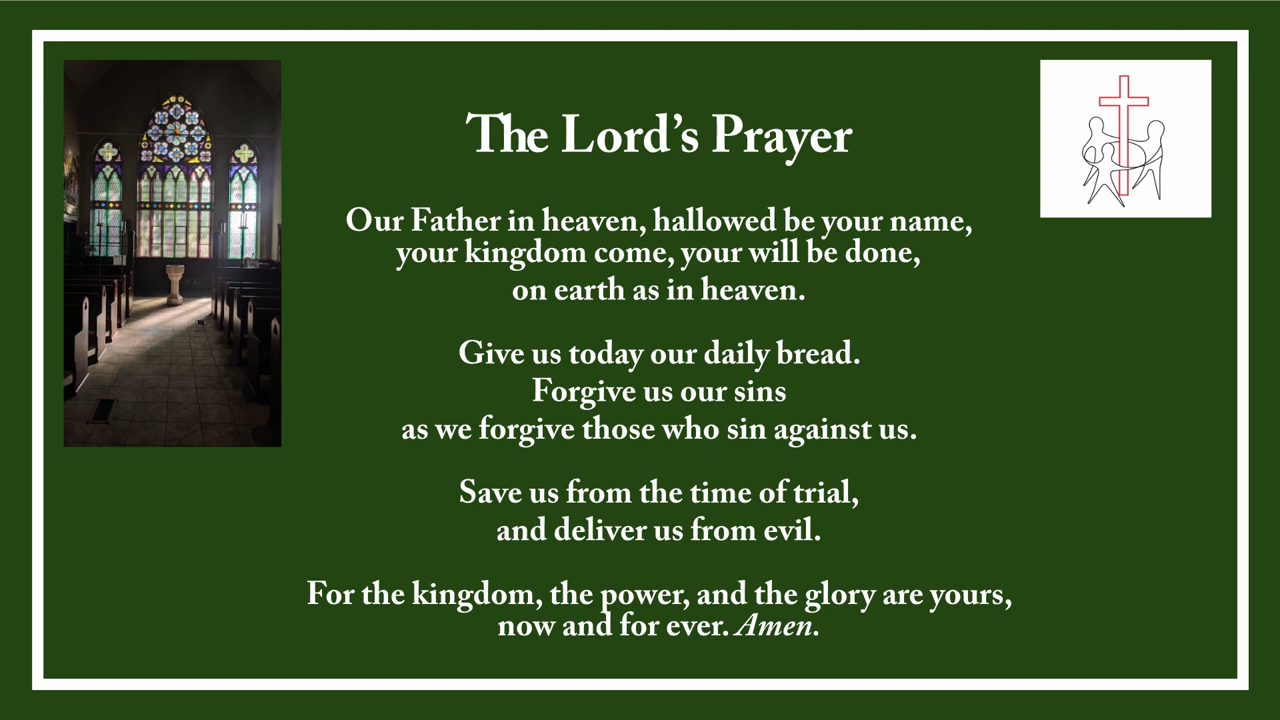 The Lord’s Prayer
Our Father in heaven, hallowed be your name,
your kingdom come, your will be done,
on earth as in heaven.
Give us today our daily bread.
Forgive us our sins
as we forgive those who sin against us.
Save us from the time of trial,
and deliver us from evil.
For the kingdom, the power, and the glory are yours,
now and for ever. Amen.